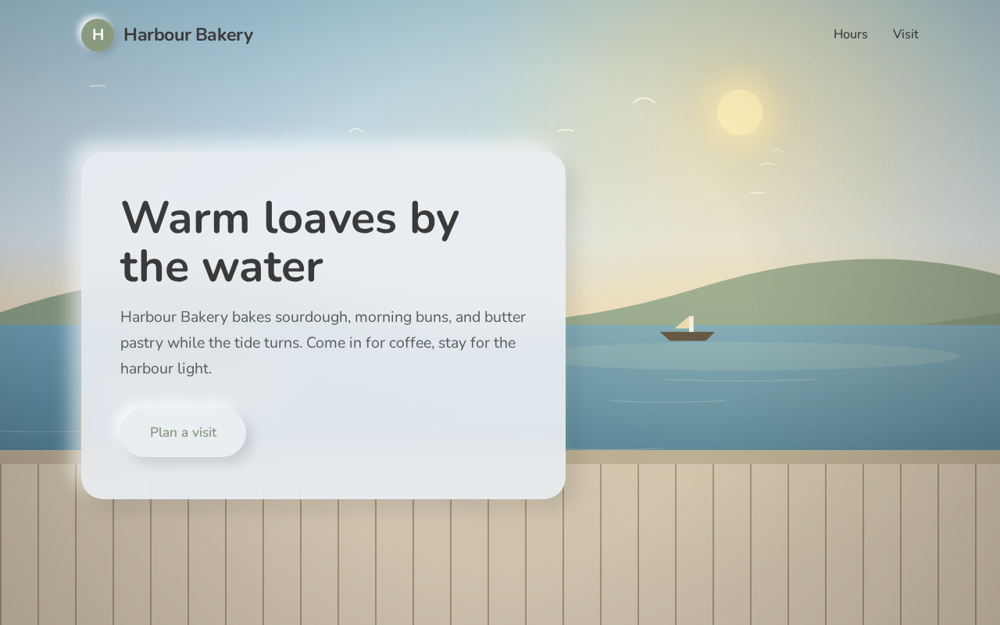 H
Harbour Bakery
Hours
Visit
Warm loaves by
the water
Harbour Bakery bakes sourdough, morning buns, and butter
pastry while the tide turns. Come in for coffee, stay for the
harbour light.
Plan a visit